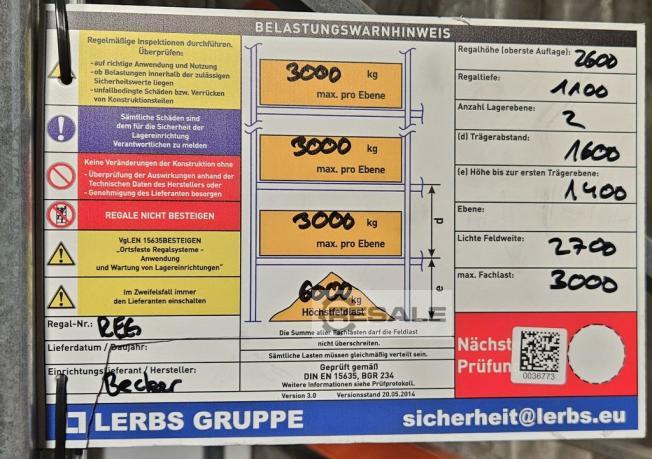 BELASTUNGSWARNHINWEIS
Regelmäßige Inspektionen durchführen.
Überprüfen:
- auf richtige Anwendung und Nutzung
- ob Belastungen innerhalb der zulässigen
Sicherheitswerte liegen
- unfallbedingte Schäden bzw. Verrücken
von Konstruktionsteilen
Sämtliche Schäden sind
dem für die Sicherheit der
Lagereinrichtung
Verantwortlichen zu melden
Keine Veränderungen der Konstruktion ohne
- Überprüfung der Auswirkungen anhand der
Technischen Daten des Herstellers oder
- Genehmigung des Lieferanten besorgen
REGALE NICHT BESTEIGEN
VglEN 15635BESTEIGEN
"Ortsfeste Regalsysteme -
Anwendung
und Wartung von Lagereinrichtungen"
Im Zweifelsfall immer
den Lieferanten einschalten
3000 kg
max. pro Ebene
3000 kg
max. pro Ebene
3000 kg
max. pro Ebene
d
6000 kg
Höchstfeldlast
e
RESALE
Regalhöhe (oberste Auflage): 2600
Regaltiefe: 1100
Anzahl Lagerebene: 2
(d) Trägerabstand: 1600
(e) Höhe bis zur ersten Trägerebene: 1400
Ebene:
Lichte Feldweite: 2700
max. Fachlast: 3000
Regal-Nr.: REG
Lieferdatum / Baujahr:
Einrichtungslieferant / Hersteller:
Becker
Die Summe aller Fachlasten darf die Feldlast
nicht überschreiten.
Sämtliche Lasten müssen gleichmäßig verteilt sein.
Geprüft gemäß
DIN EN 15635, BGR 234
Weitere Informationen siehe Prüfprotokoll.
Version 3.0 Versionsstand 20.05.2014
Nächst
Prüfun
0036773
LERBS GRUPPE sicherheit@lerbs.eu